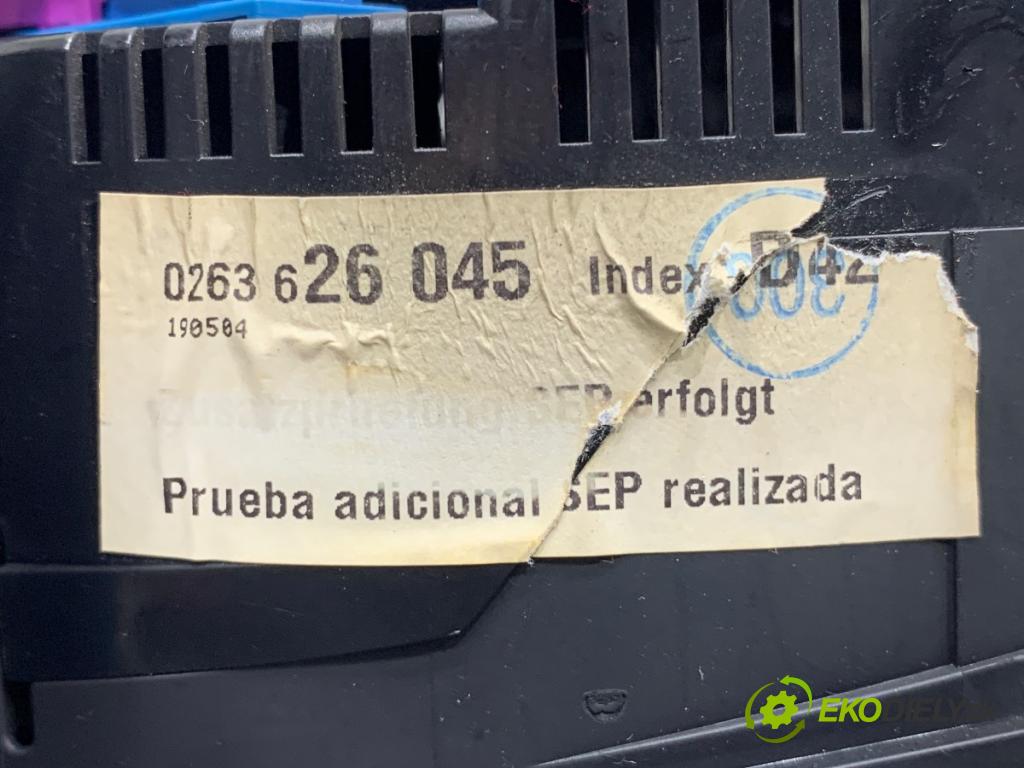 0263 626 045 Index
190504
SEP erfolgt
Prueba adicional SEP realizada
EKODIELY